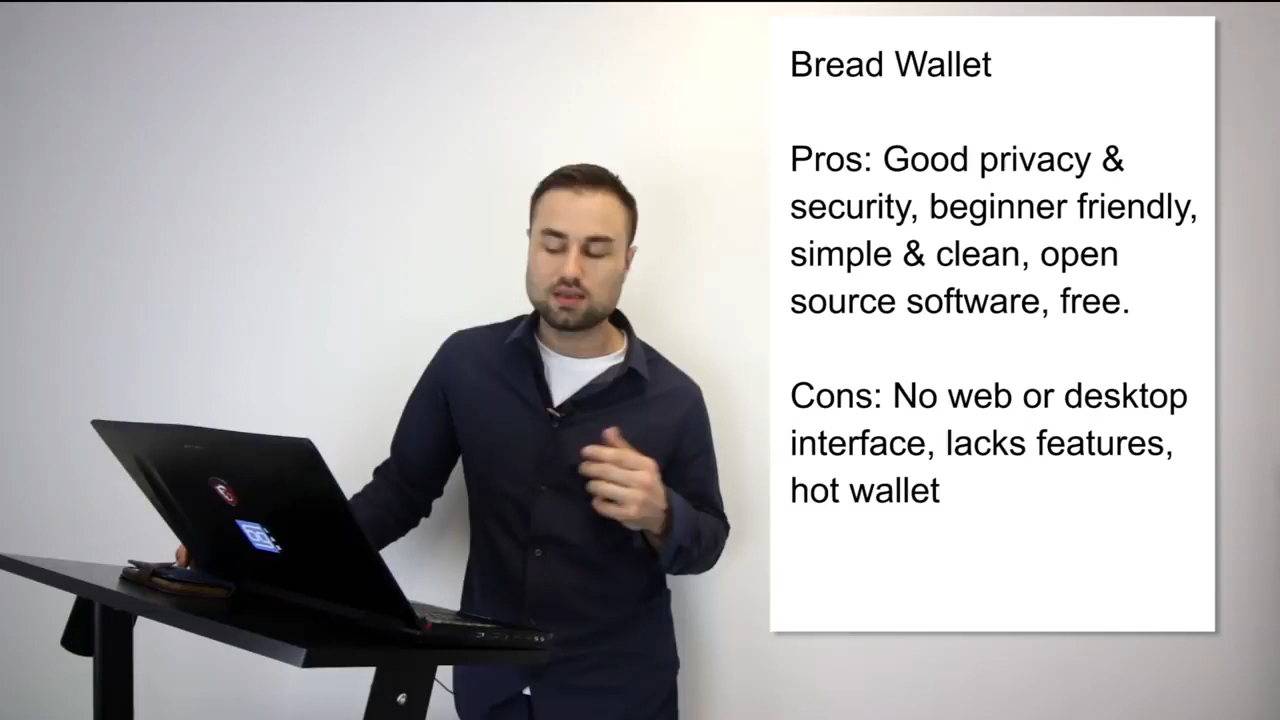 Bread Wallet
Pros: Good privacy &
security, beginner friendly,
simple & clean, open
source software, free.
Cons: No web or desktop
interface, lacks features,
hot wallet